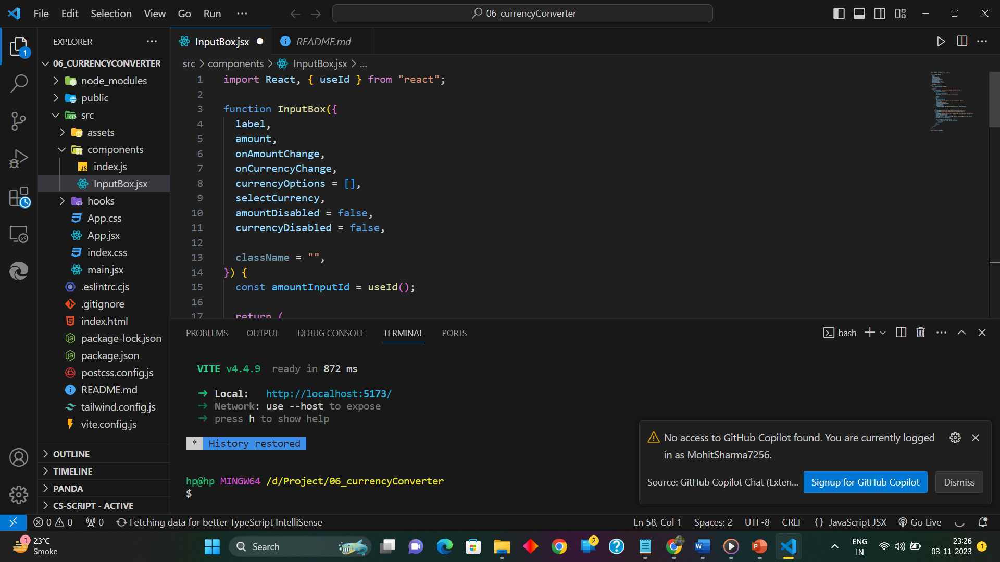 File Edit Selection View Go Run ...
06_currencyConverter
EXPLORER ...
1
06_CURRENCYCONVERTER
node_modules
public
src
assets
components
JS index.js
InputBox.jsx
hooks
App.css
App.jsx
index.css
main.jsx
.eslintrc.cjs
.gitignore
index.html
package-lock.json
package.json
postcss.config.js
README.md
tailwind.config.js
vite.config.js
OUTLINE
TIMELINE
PANDA
CS-SCRIPT - ACTIVE
InputBox.jsx README.md
src > components > InputBox.jsx > ...
1 import React, { useId } from "react";
2
3 function InputBox({
4 label,
5 amount,
6 onAmountChange,
7 onCurrencyChange,
8 currencyOptions = [],
9 selectCurrency,
10 amountDisabled = false,
11 currencyDisabled = false,
12
13 className = "",
14 }) {
15 const amountInputId = useId();
16
17 return (
PROBLEMS OUTPUT DEBUG CONSOLE TERMINAL PORTS
bash
VITE v4.4.9 ready in 872 ms
➜ Local: http://localhost:5173/
➜ Network: use --host to expose
➜ press h to show help
* History restored
hp@hp MINGW64 /d/Project/06_currencyConverter
$
No access to GitHub Copilot found. You are currently logged
in as MohitSharma7256.
Source: GitHub Copilot Chat (Exten... Signup for GitHub Copilot Dismiss
0 0 0 Fetching data for better TypeScript IntelliSense
Ln 58, Col 1 Spaces: 2 UTF-8 CRLF {} JavaScript JSX Go Live
1
23°C
Smoke
Search
2
ENG
IN
23:26
03-11-2023
1